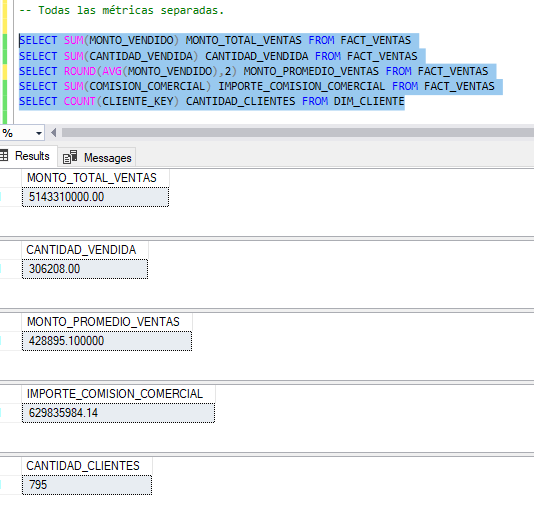 -- Todas las métricas separadas.
SELECT SUM(MONTO_VENDIDO) MONTO_TOTAL_VENTAS FROM FACT_VENTAS
SELECT SUM(CANTIDAD_VENDIDA) CANTIDAD_VENDIDA FROM FACT_VENTAS
SELECT ROUND(AVG(MONTO_VENDIDO),2) MONTO_PROMEDIO_VENTAS FROM FACT_VENTAS
SELECT SUM(COMISION_COMERCIAL) IMPORTE_COMISION_COMERCIAL FROM FACT_VENTAS
SELECT COUNT(CLIENTE_KEY) CANTIDAD_CLIENTES FROM DIM_CLIENTE
%
Results Messages
MONTO_TOTAL_VENTAS
5143310000.00
CANTIDAD_VENDIDA
306208.00
MONTO_PROMEDIO_VENTAS
428895.100000
IMPORTE_COMISION_COMERCIAL
629835984.14
CANTIDAD_CLIENTES
795